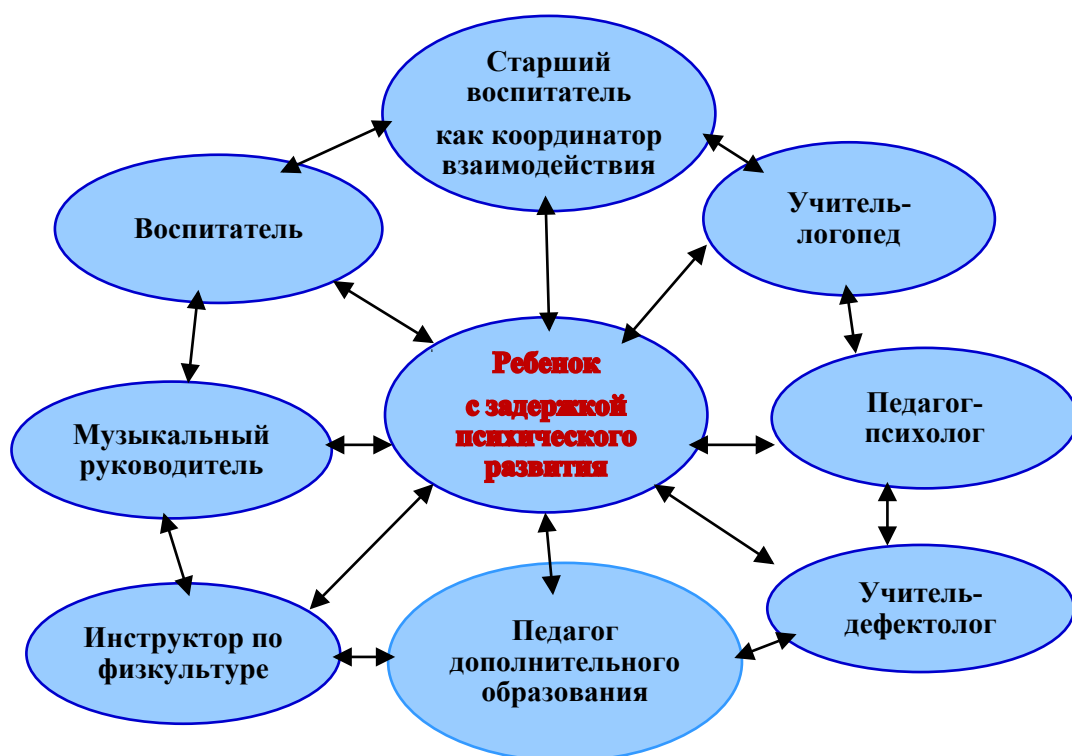 Старший
воспитатель
как координатор
взаимодействия
Воспитатель
Учитель-
логопед
Ребенок
с задержкой
психического
развития
Музыкальный
руководитель
Педагог-
психолог
Инструктор по
физкультуре
Педагог
дополнительного
образования
Учитель-
дефектолог